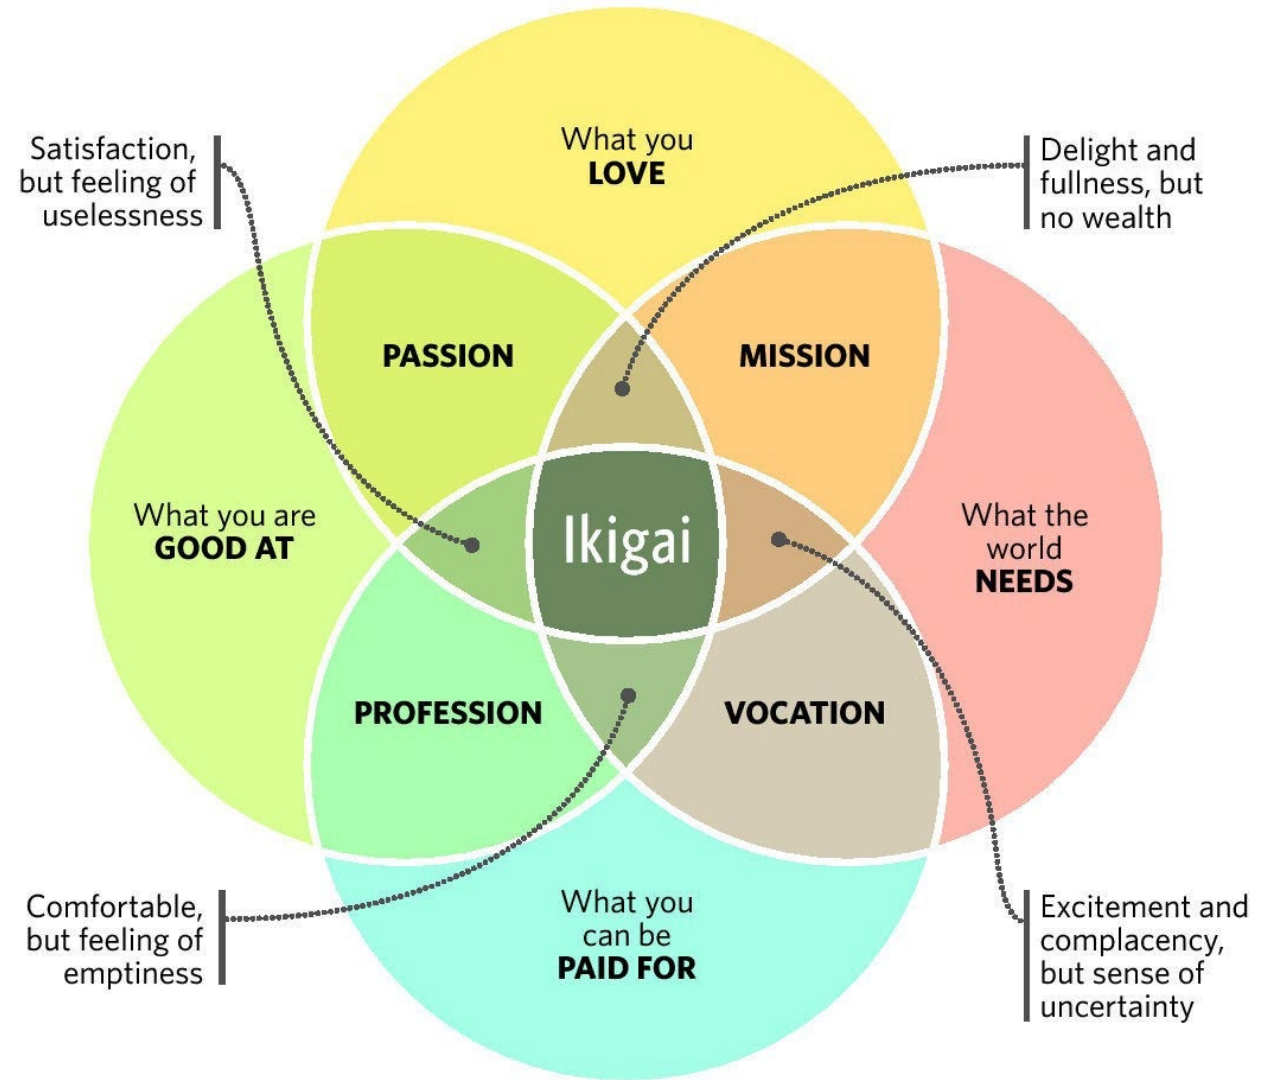 What you
LOVE
Satisfaction,
but feeling of
uselessness
Delight and
fullness, but
no wealth
PASSION
MISSION
What you are
GOOD AT
Ikigai
What the
world
NEEDS
PROFESSION
VOCATION
Comfortable,
but feeling of
emptiness
What you
can be
PAID FOR
Excitement and
complacency,
but sense of
uncertainty